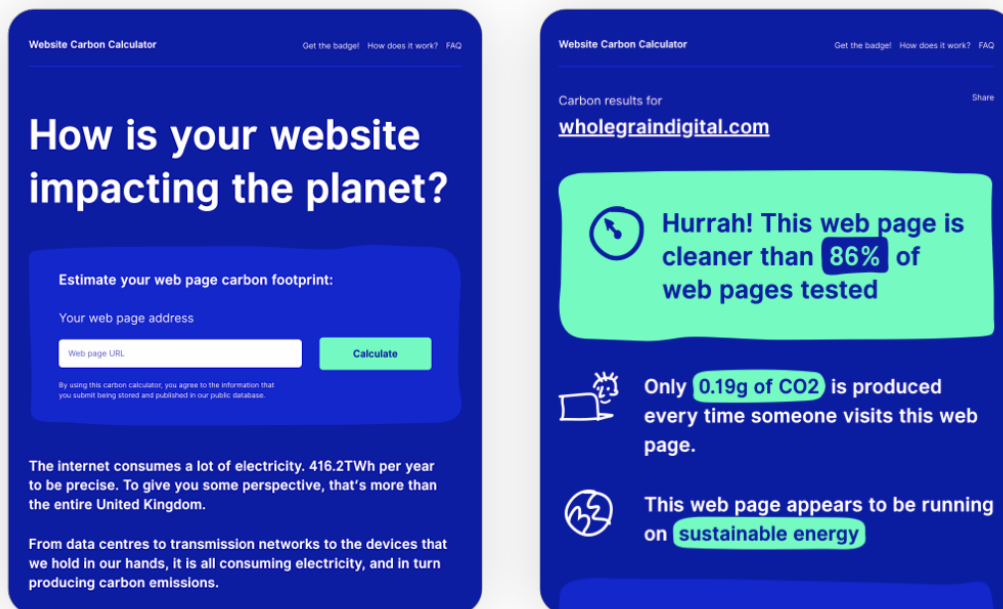 Website Carbon Calculator
Get the badge! How does it work? FAQ
How is your website
impacting the planet?
Estimate your web page carbon footprint:
Your web page address
Web page URL
Calculate
By using this carbon calculator, you agree to the information that
you submit being stored and published in our public database.
The internet consumes a lot of electricity. 416.2TWh per year
to be precise. To give you some perspective, that's more than
the entire United Kingdom.
From data centres to transmission networks to the devices that
we hold in our hands, it is all consuming electricity, and in turn
producing carbon emissions.
Website Carbon Calculator
Get the badge! How does it work? FAQ
Carbon results for
Share
wholegraindigital.com
Hurrah! This web page is
cleaner than 86% of
web pages tested
Only 0.19g of CO2 is produced
every time someone visits this web
page.
This web page appears to be running
on sustainable energy